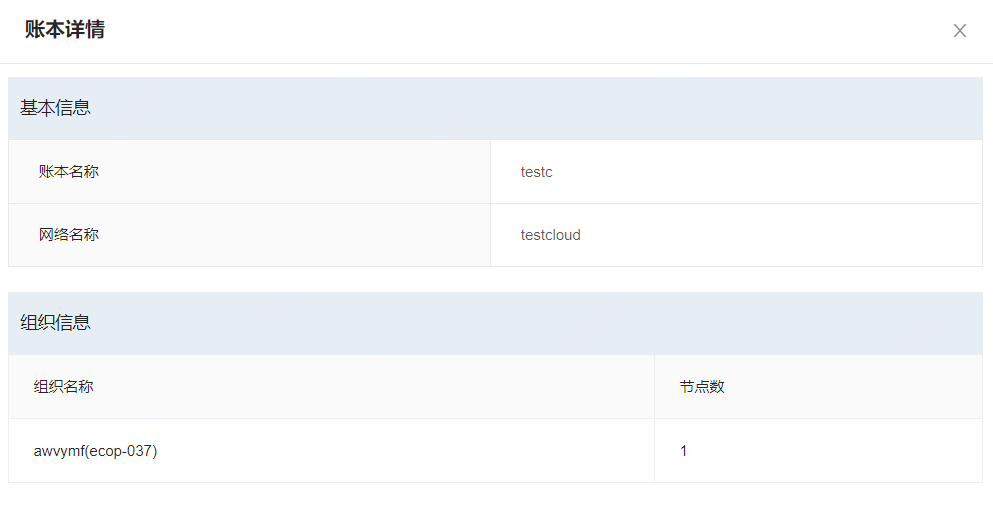 账本详情
基本信息
账本名称 testc
网络名称 testcloud
组织信息
组织名称 节点数
awvymf(ecop-037) 1